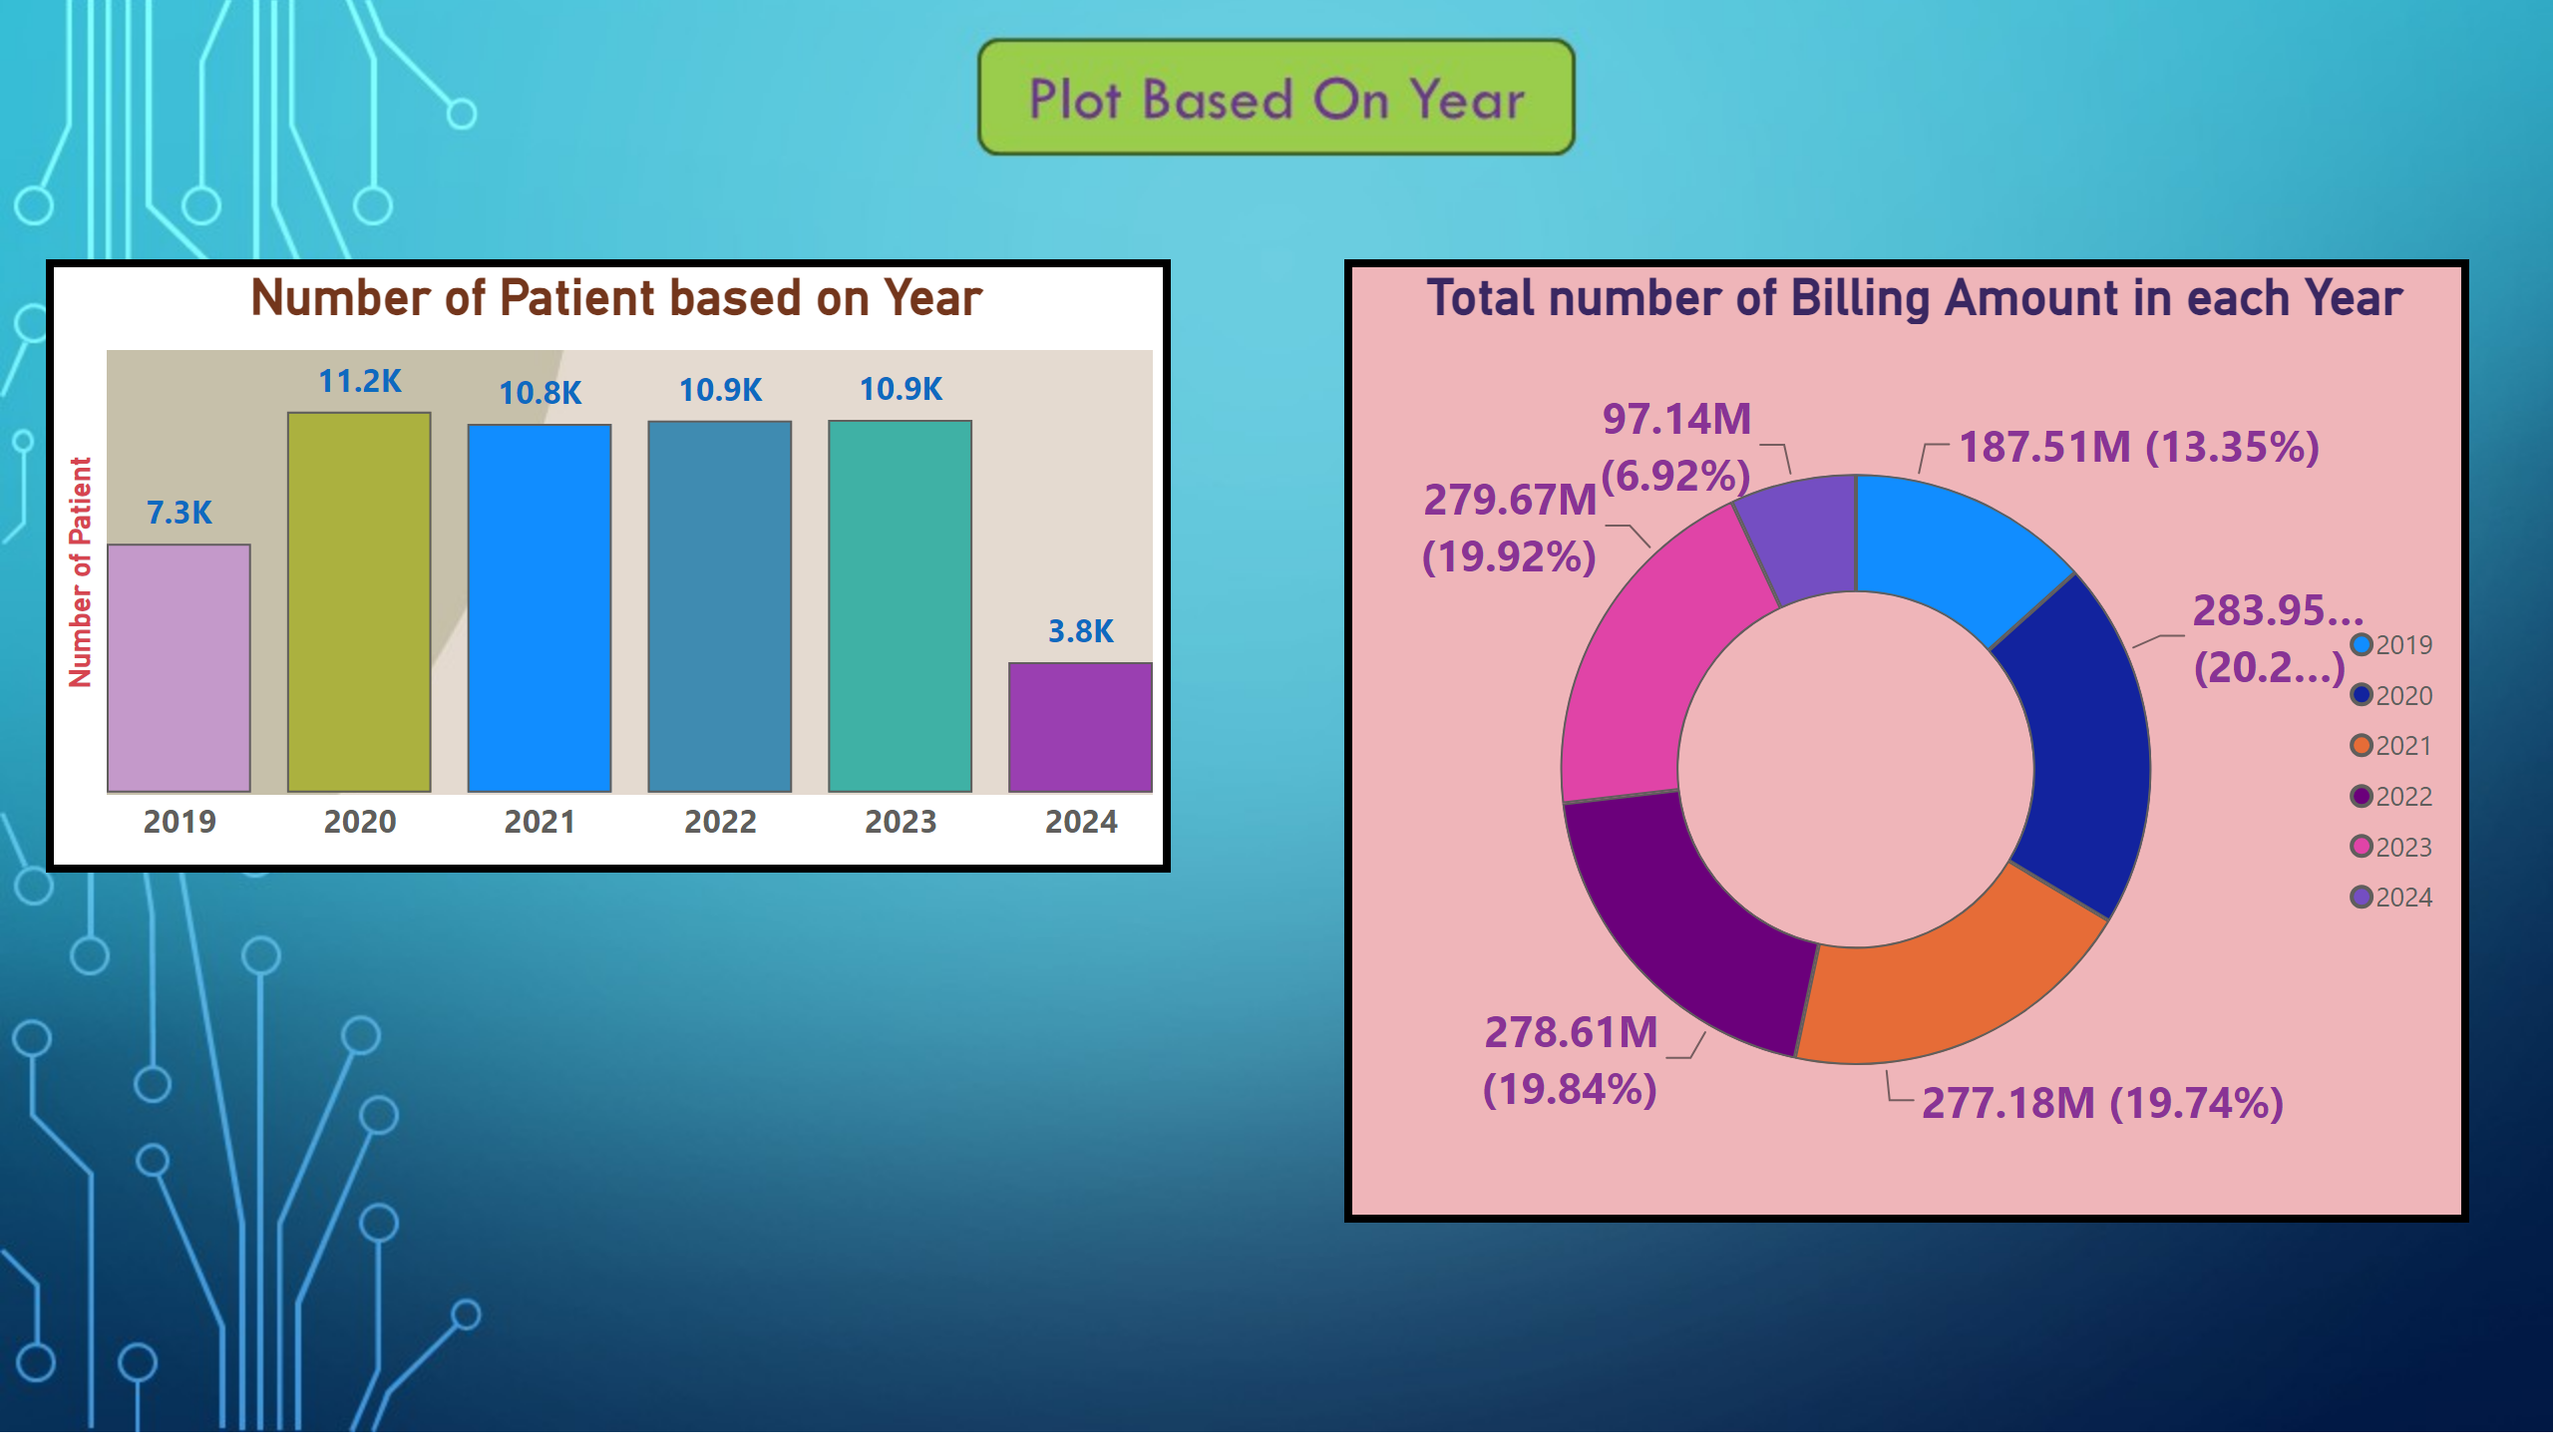 Plot Based On Year
Number of Patient based on Year
Number of Patient
7.3K
11.2K
10.8K
10.9K
10.9K
3.8K
2019 2020 2021 2022 2023 2024
Total number of Billing Amount in each Year
97.14M
(6.92%)
187.51M (13.35%)
279.67M
(19.92%)
283.95...
(20.2...)
278.61M
(19.84%)
277.18M (19.74%)
2019
2020
2021
2022
2023
2024